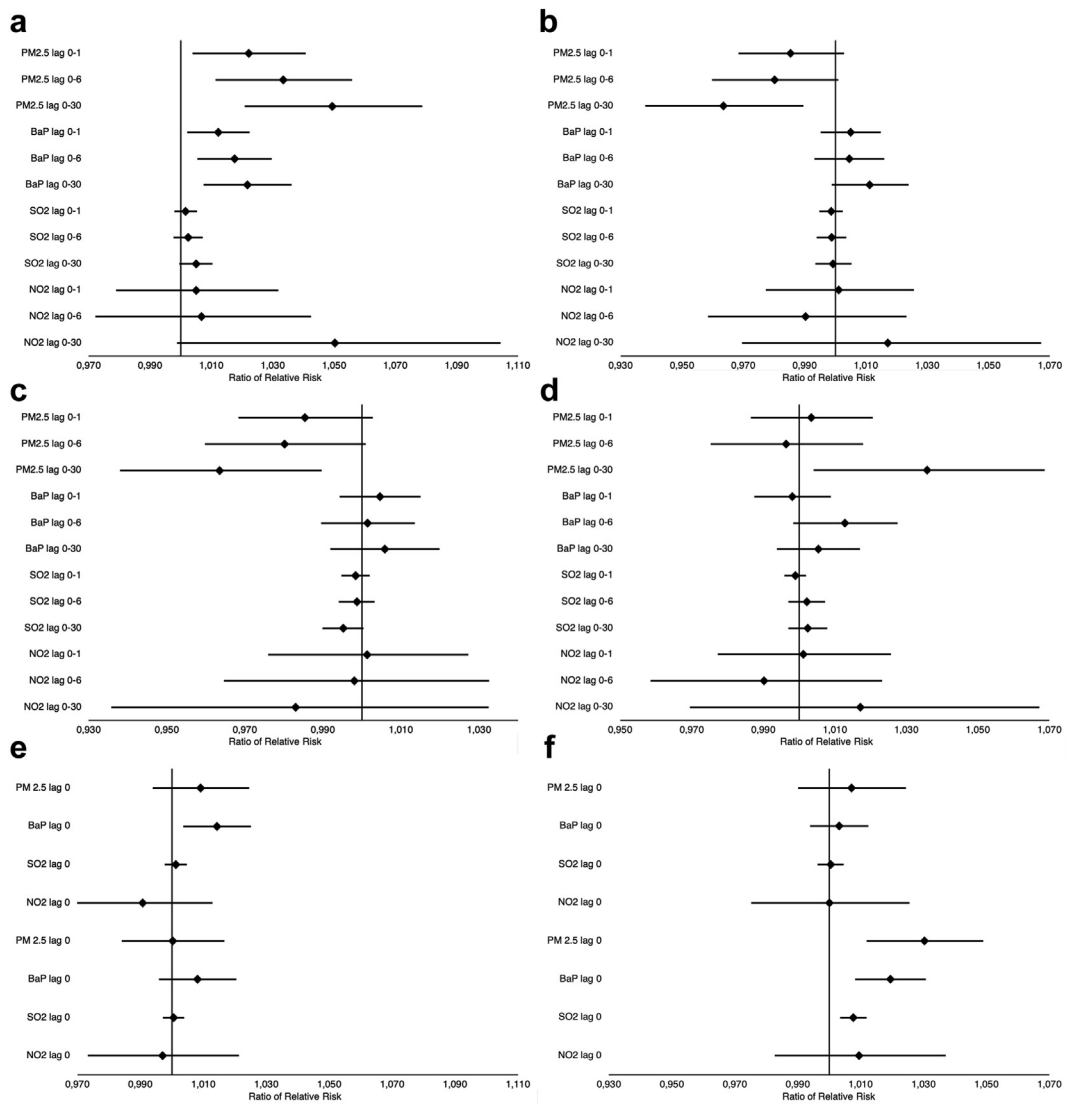 a
PM2.5 lag 0-1
PM2.5 lag 0-6
PM2.5 lag 0-30
BaP lag 0-1
BaP lag 0-6
BaP lag 0-30
SO2 lag 0-1
SO2 lag 0-6
SO2 lag 0-30
NO2 lag 0-1
NO2 lag 0-6
NO2 lag 0-30
0,970 0,990 1,010 1,030 1,050 1,070 1,090 1,110
Ratio of Relative Risk
b
PM2.5 lag 0-1
PM2.5 lag 0-6
PM2.5 lag 0-30
BaP lag 0-1
BaP lag 0-6
BaP lag 0-30
SO2 lag 0-1
SO2 lag 0-6
SO2 lag 0-30
NO2 lag 0-1
NO2 lag 0-6
NO2 lag 0-30
0,930 0,950 0,970 0,990 1,010 1,030 1,050 1,070
Ratio of Relative Risk
c
PM2.5 lag 0-1
PM2.5 lag 0-6
PM2.5 lag 0-30
BaP lag 0-1
BaP lag 0-6
BaP lag 0-30
SO2 lag 0-1
SO2 lag 0-6
SO2 lag 0-30
NO2 lag 0-1
NO2 lag 0-6
NO2 lag 0-30
0,930 0,950 0,970 0,990 1,010 1,030
Ratio of Relative Risk
d
PM2.5 lag 0-1
PM2.5 lag 0-6
PM2.5 lag 0-30
BaP lag 0-1
BaP lag 0-6
BaP lag 0-30
SO2 lag 0-1
SO2 lag 0-6
SO2 lag 0-30
NO2 lag 0-1
NO2 lag 0-6
NO2 lag 0-30
0,950 0,970 0,990 1,010 1,030 1,050 1,070
Ratio of Relative Risk
e
PM 2.5 lag 0
BaP lag 0
SO2 lag 0
NO2 lag 0
PM 2.5 lag 0
BaP lag 0
SO2 lag 0
NO2 lag 0
0,970 0,990 1,010 1,030 1,050 1,070 1,090 1,110
Ratio of Relative Risk
f
PM 2.5 lag 0
BaP lag 0
SO2 lag 0
NO2 lag 0
PM 2.5 lag 0
BaP lag 0
SO2 lag 0
NO2 lag 0
0,930 0,950 0,970 0,990 1,010 1,030 1,050 1,070
Ratio of Relative Risk